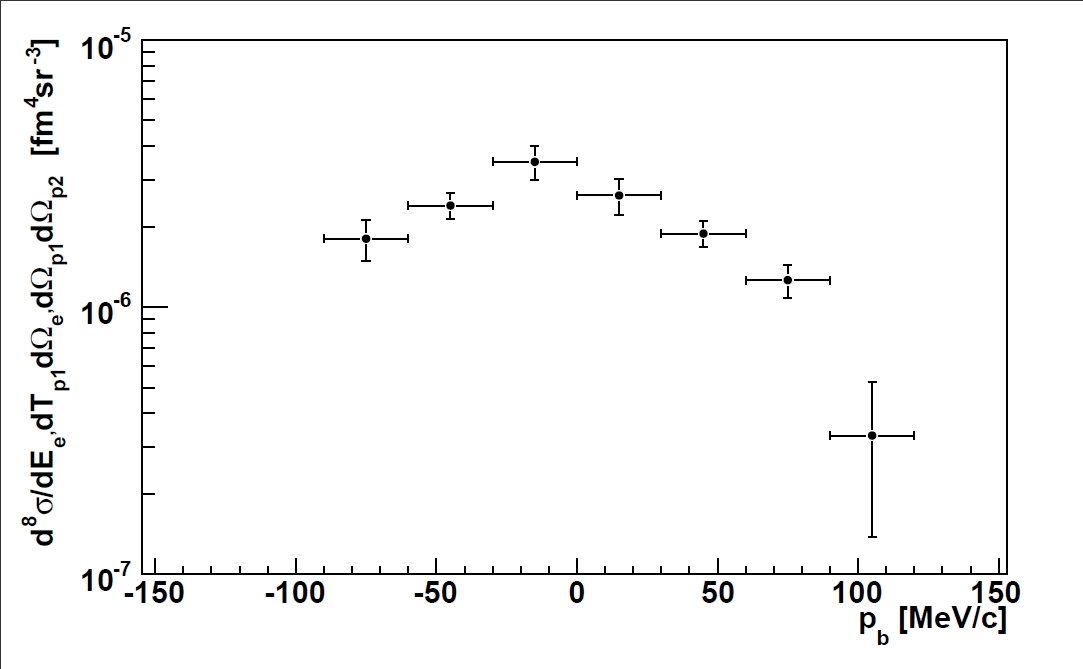 d⁸σ/dEₑ,dTₚ₁dΩₑ,dΩₚ₁dΩₚ₂ [fm⁴sr⁻³]
10⁻⁵
10⁻⁶
10⁻⁷
-150 -100 -50 0 50 100 150
p_b [MeV/c]